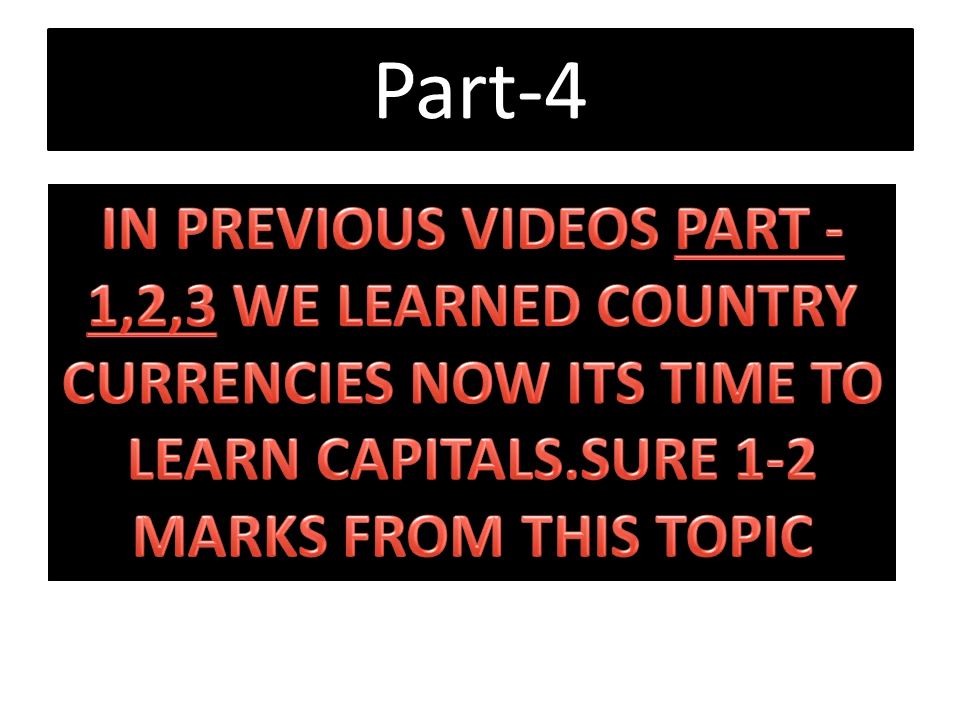 Part-4
IN PREVIOUS VIDEOS PART -
1,2,3 WE LEARNED COUNTRY
CURRENCIES NOW ITS TIME TO
LEARN CAPITALS.SURE 1-2
MARKS FROM THIS TOPIC